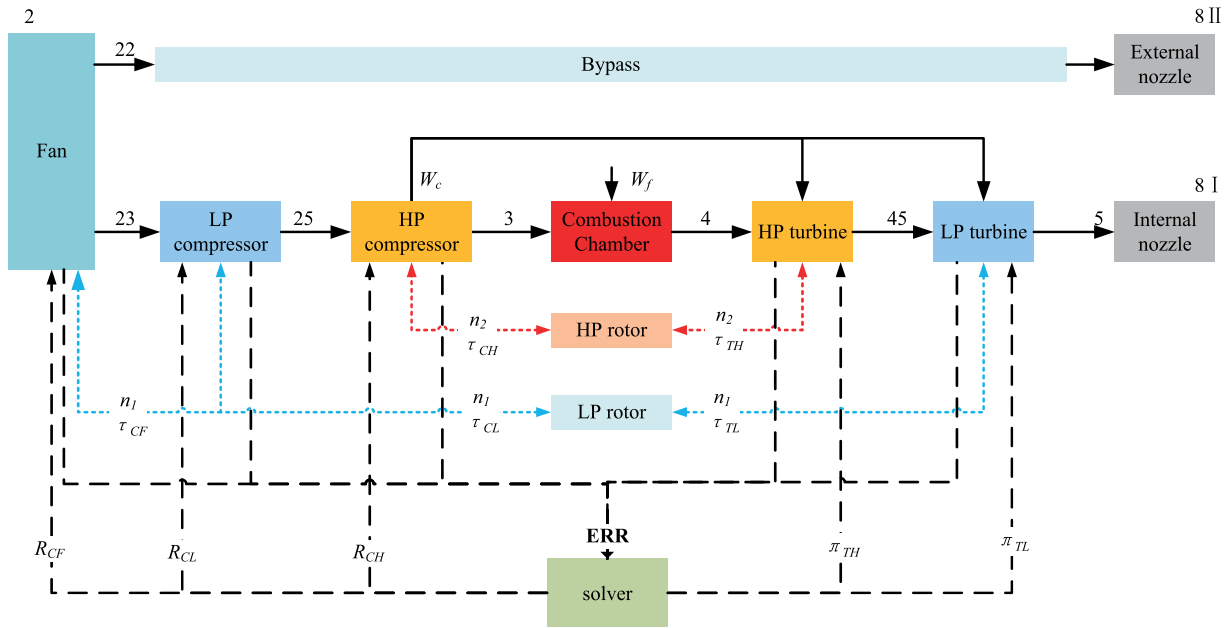 2
8 II
22
Bypass
External
nozzle
Fan
W_c
W_f
8 I
23
LP
compressor
25
HP
compressor
3
Combustion
Chamber
4
HP turbine
45
LP turbine
5
Internal
nozzle
n_2
τ_CH
HP rotor
n_2
τ_TH
n_1
τ_CF
n_1
τ_CL
LP rotor
n_1
τ_TL
ERR
R_CF
R_CL
R_CH
π_TH
π_TL
solver